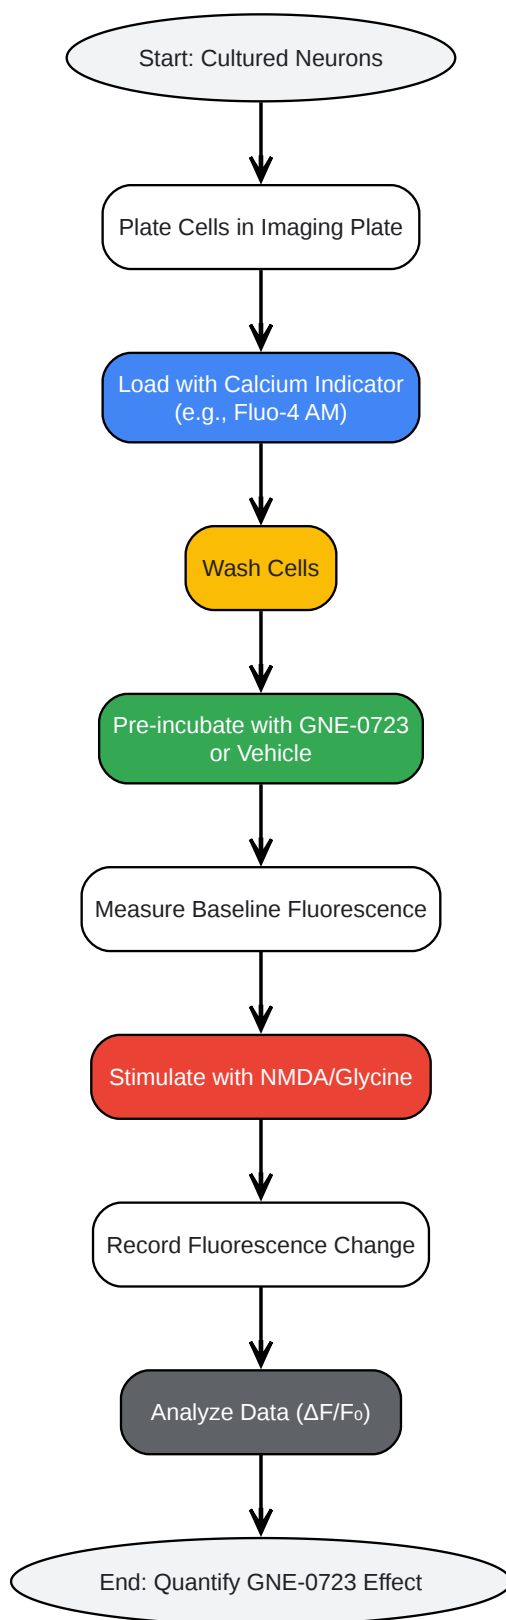 Start: Cultured Neurons
Plate Cells in Imaging Plate
Load with Calcium Indicator
(e.g., Fluo-4 AM)
Wash Cells
Pre-incubate with GNE-0723
or Vehicle
Measure Baseline Fluorescence
Stimulate with NMDA/Glycine
Record Fluorescence Change
Analyze Data (ΔF/F₀)
End: Quantify GNE-0723 Effect